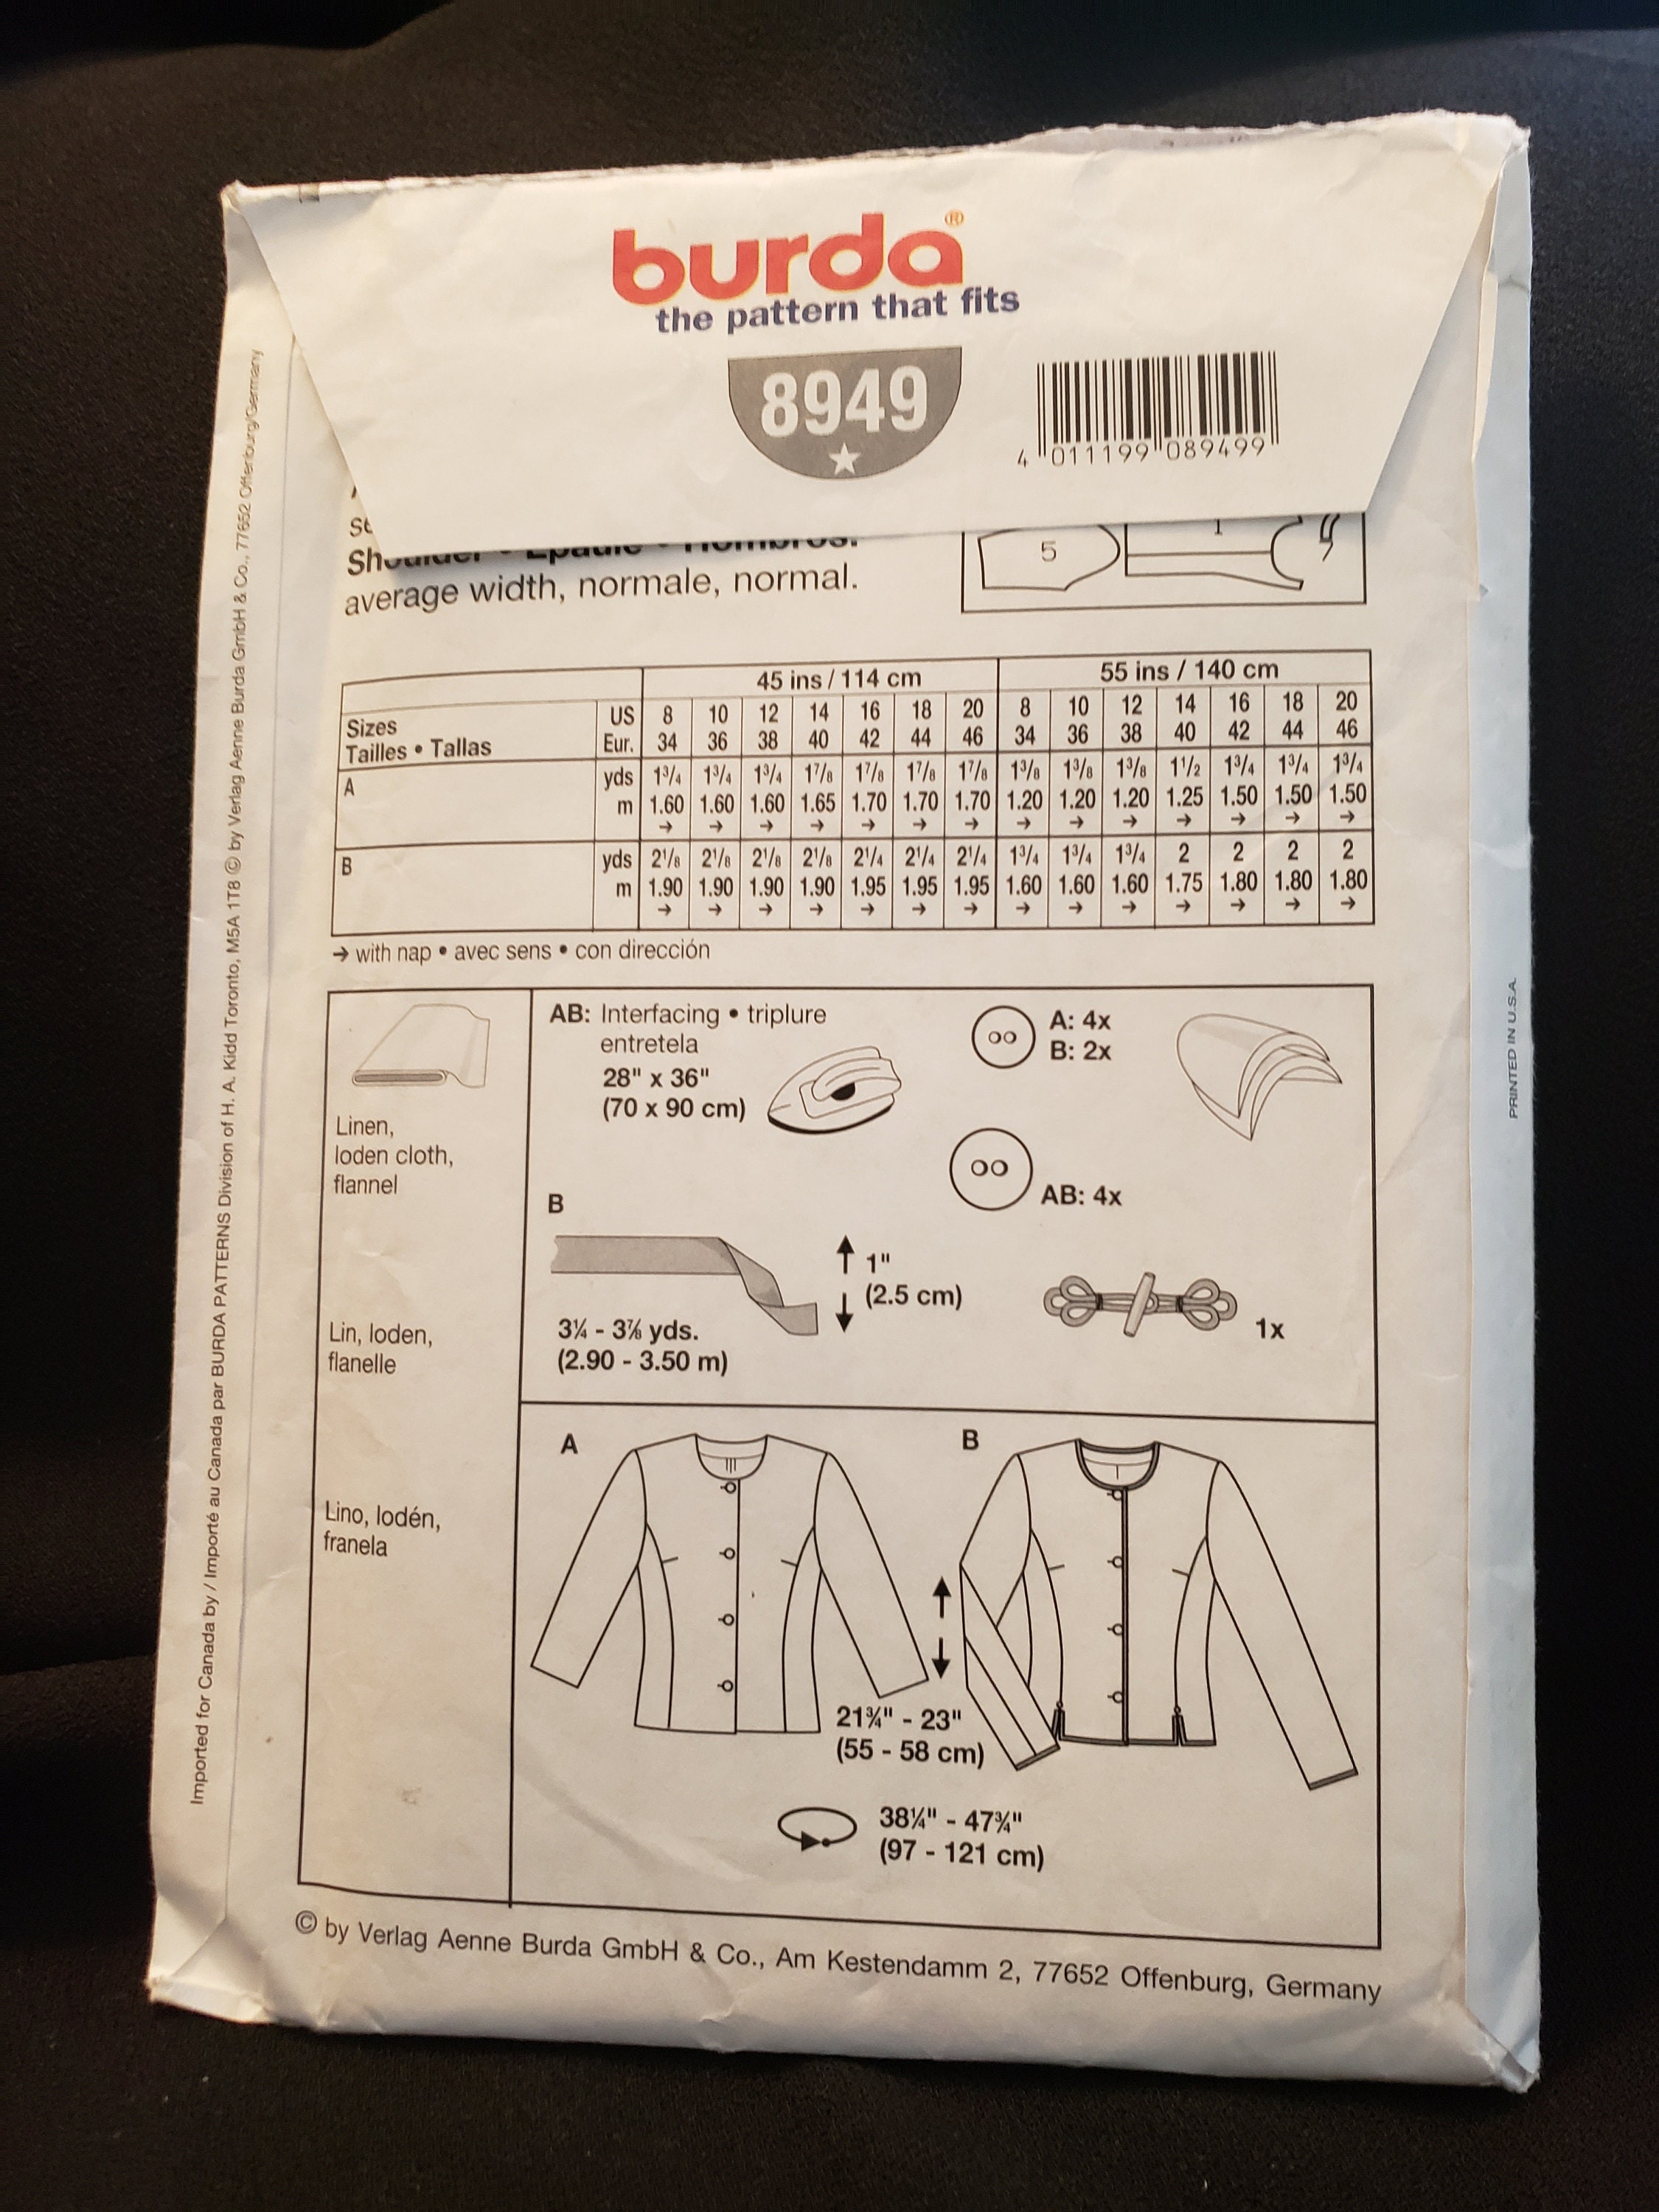 burda®
the pattern that fits
8949
4 011199 089499
Shoulder • Epaule • Hombros:
average width, normale, normal.
5
1
45 ins / 114 cm 55 ins / 140 cm
Sizes US 8 10 12 14 16 18 20 8 10 12 14 16 18 20
Tailles • Tallas Eur. 34 36 38 40 42 44 46 34 36 38 40 42 44 46
A yds 1¾ 1¾ 1¾ 1⅞ 1⅞ 1⅞ 1⅞ 1⅜ 1⅜ 1⅜ 1½ 1¾ 1¾ 1¾
m 1.60 1.60 1.60 1.65 1.70 1.70 1.70 1.20 1.20 1.20 1.25 1.50 1.50 1.50
→ → → → → → → → → → → → → →
B yds 2⅛ 2⅛ 2⅛ 2⅛ 2¼ 2¼ 2¼ 1¾ 1¾ 1¾ 2 2 2 2
m 1.90 1.90 1.90 1.90 1.95 1.95 1.95 1.60 1.60 1.60 1.75 1.80 1.80 1.80
→ → → → → → → → → → → → → →
→ with nap • avec sens • con dirección
Linen,
loden cloth,
flannel
Lin, loden,
flanelle
Lino, lodén,
franela
AB: Interfacing • triplure
entretela
28" x 36"
(70 x 90 cm)
A: 4x
B: 2x
AB: 4x
B
1"
(2.5 cm)
3¼ - 3⅞ yds.
(2.90 - 3.50 m)
1x
A
B
21¾" - 23"
(55 - 58 cm)
38¼" - 47¾"
(97 - 121 cm)
© by Verlag Aenne Burda GmbH & Co., Am Kestendamm 2, 77652 Offenburg, Germany
Imported for Canada by / Importé au Canada par BURDA PATTERNS Division of H. A. Kidd Toronto, M5A 1T8 © by Verlag Aenne Burda GmbH & Co., 77652 Offenburg/Germany
PRINTED IN U.S.A.